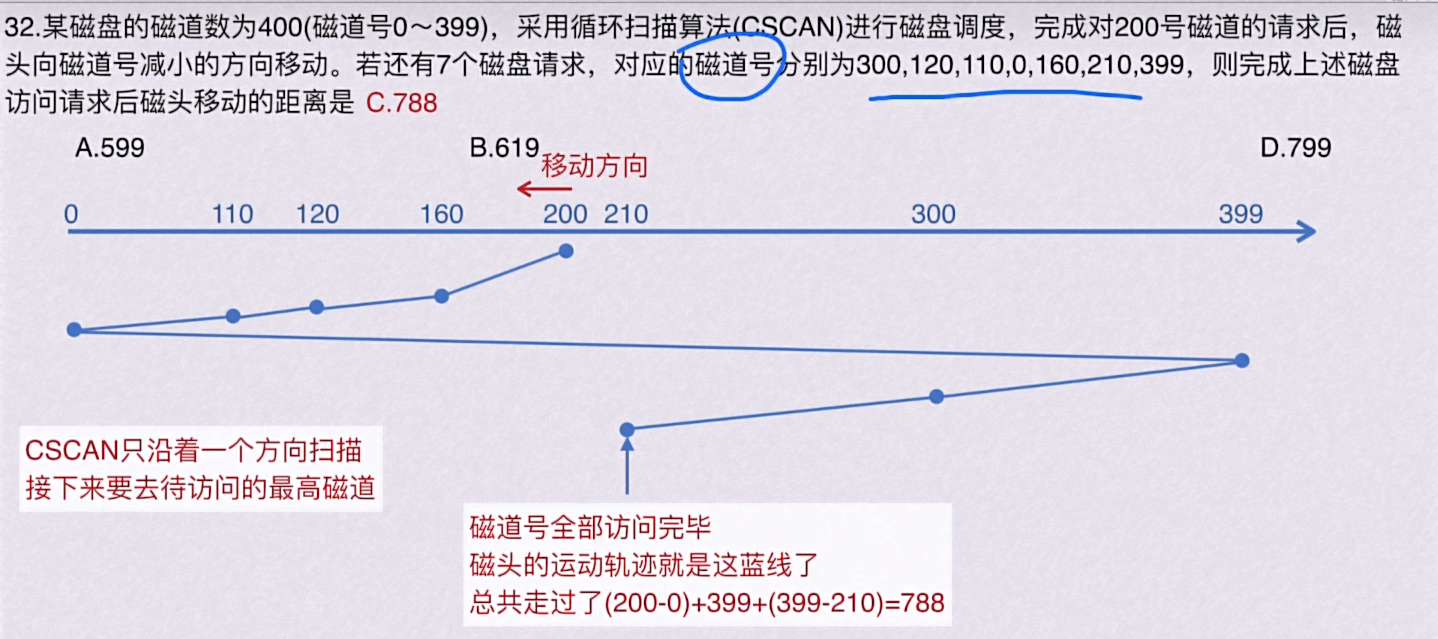 32.某磁盘的磁道数为400(磁道号0～399)，采用循环扫描算法(CSCAN)进行磁盘调度，完成对200号磁道的请求后，磁
头向磁道号减小的方向移动。若还有7个磁盘请求，对应的磁道号分别为300,120,110,0,160,210,399，则完成上述磁盘
访问请求后磁头移动的距离是 C.788
A.599 B.619 D.799
移动方向
0 110 120 160 200 210 300 399
CSCAN只沿着一个方向扫描
接下来要去待访问的最高磁道
磁道号全部访问完毕
磁头的运动轨迹就是这蓝线了
总共走过了(200-0)+399+(399-210)=788